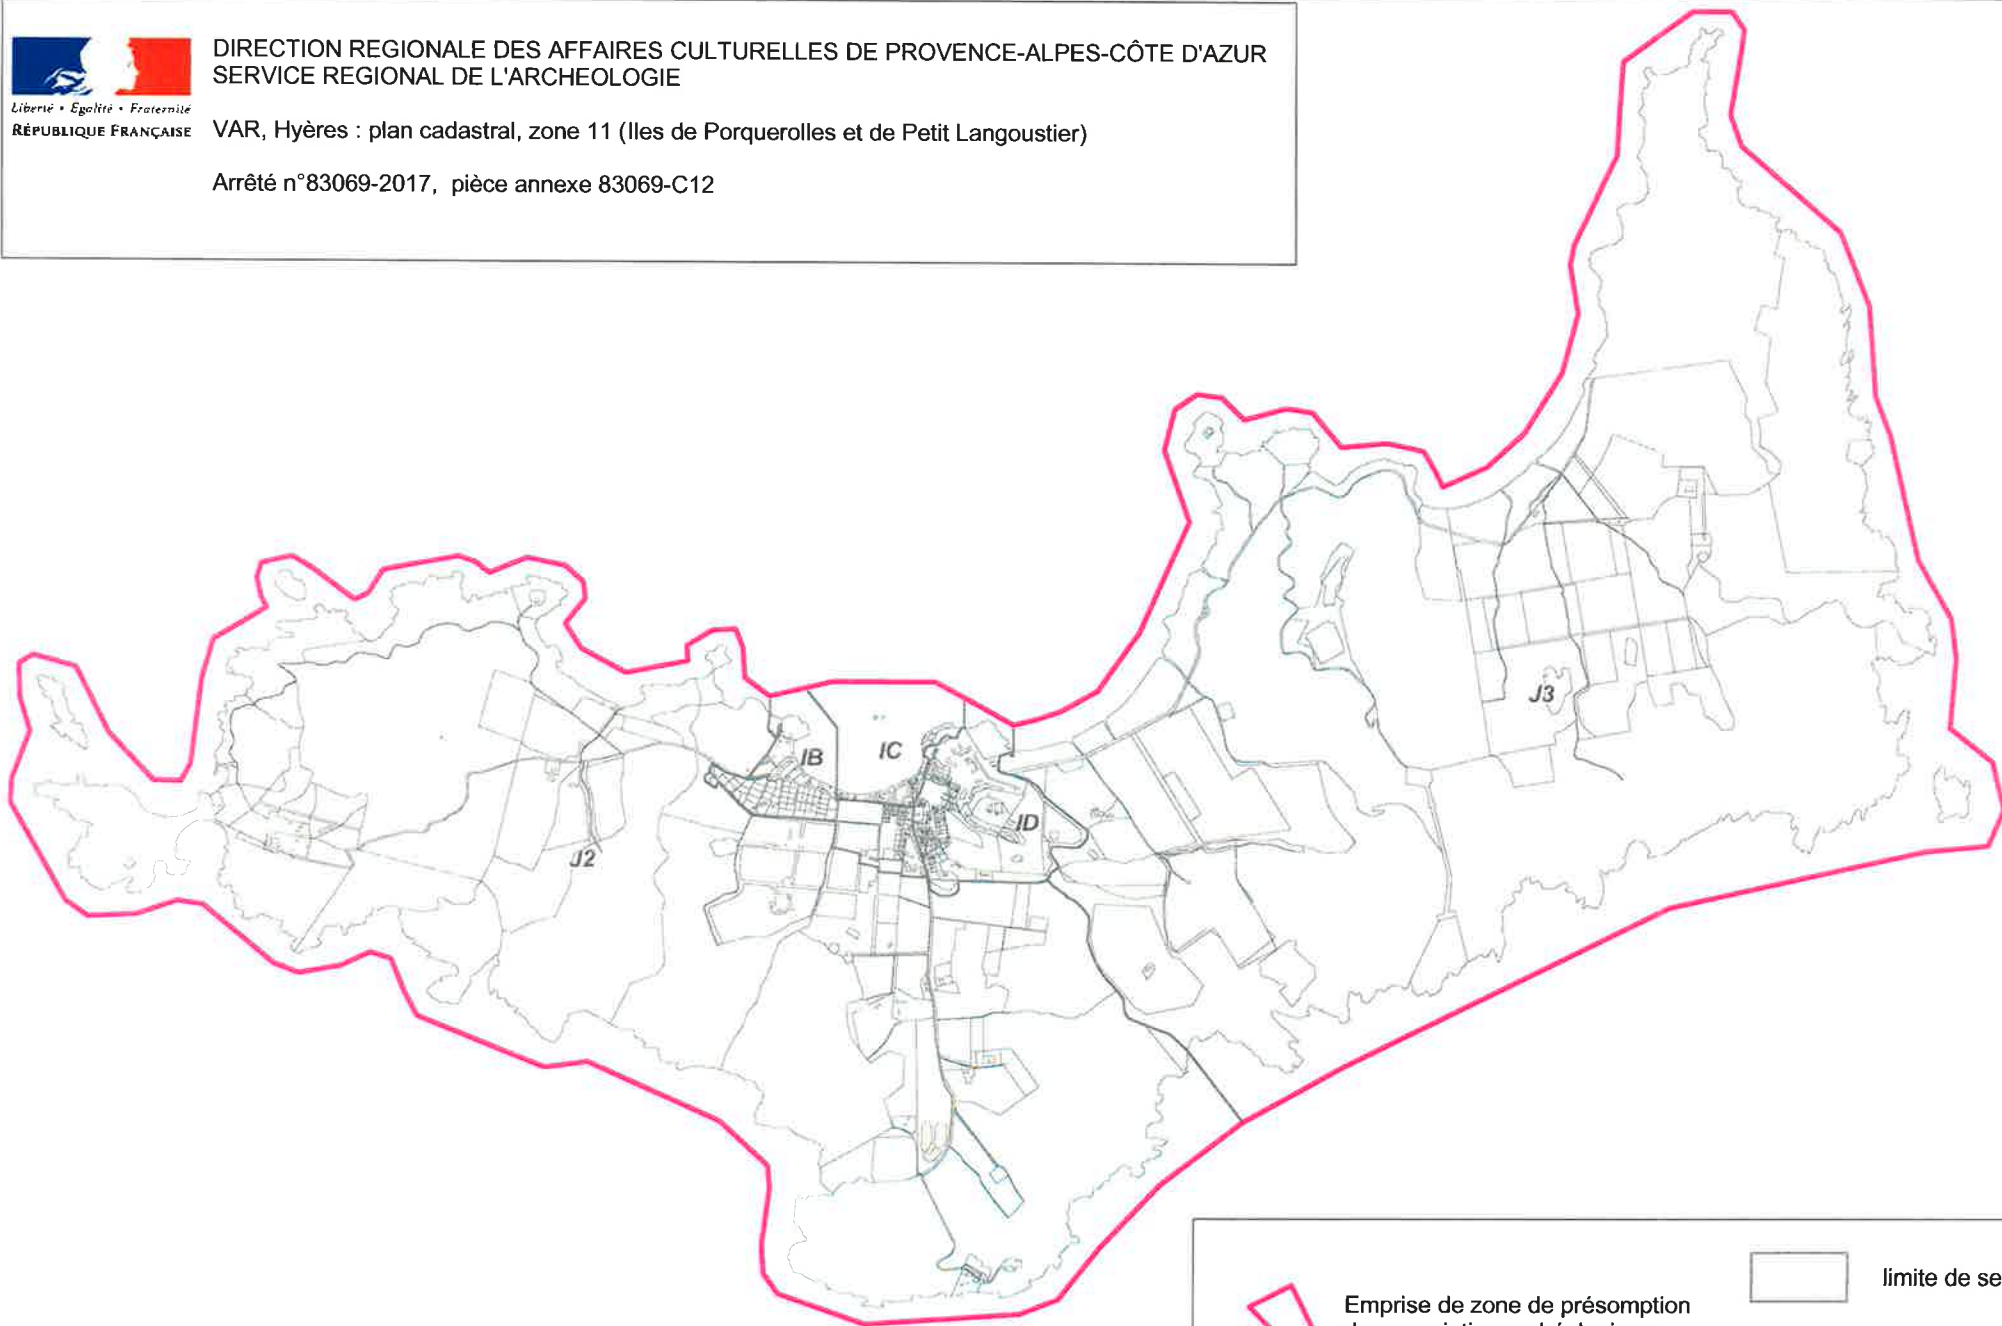 DIRECTION REGIONALE DES AFFAIRES CULTURELLES DE PROVENCE-ALPES-CÔTE D'AZUR
SERVICE REGIONAL DE L'ARCHEOLOGIE
Liberté • Egalité • Fraternité
RÉPUBLIQUE FRANÇAISE
VAR, Hyères : plan cadastral, zone 11 (Iles de Porquerolles et de Petit Langoustier)
Arrêté n°83069-2017, pièce annexe 83069-C12
J3
IB
IC
ID
J2
limite de se
Emprise de zone de présomption